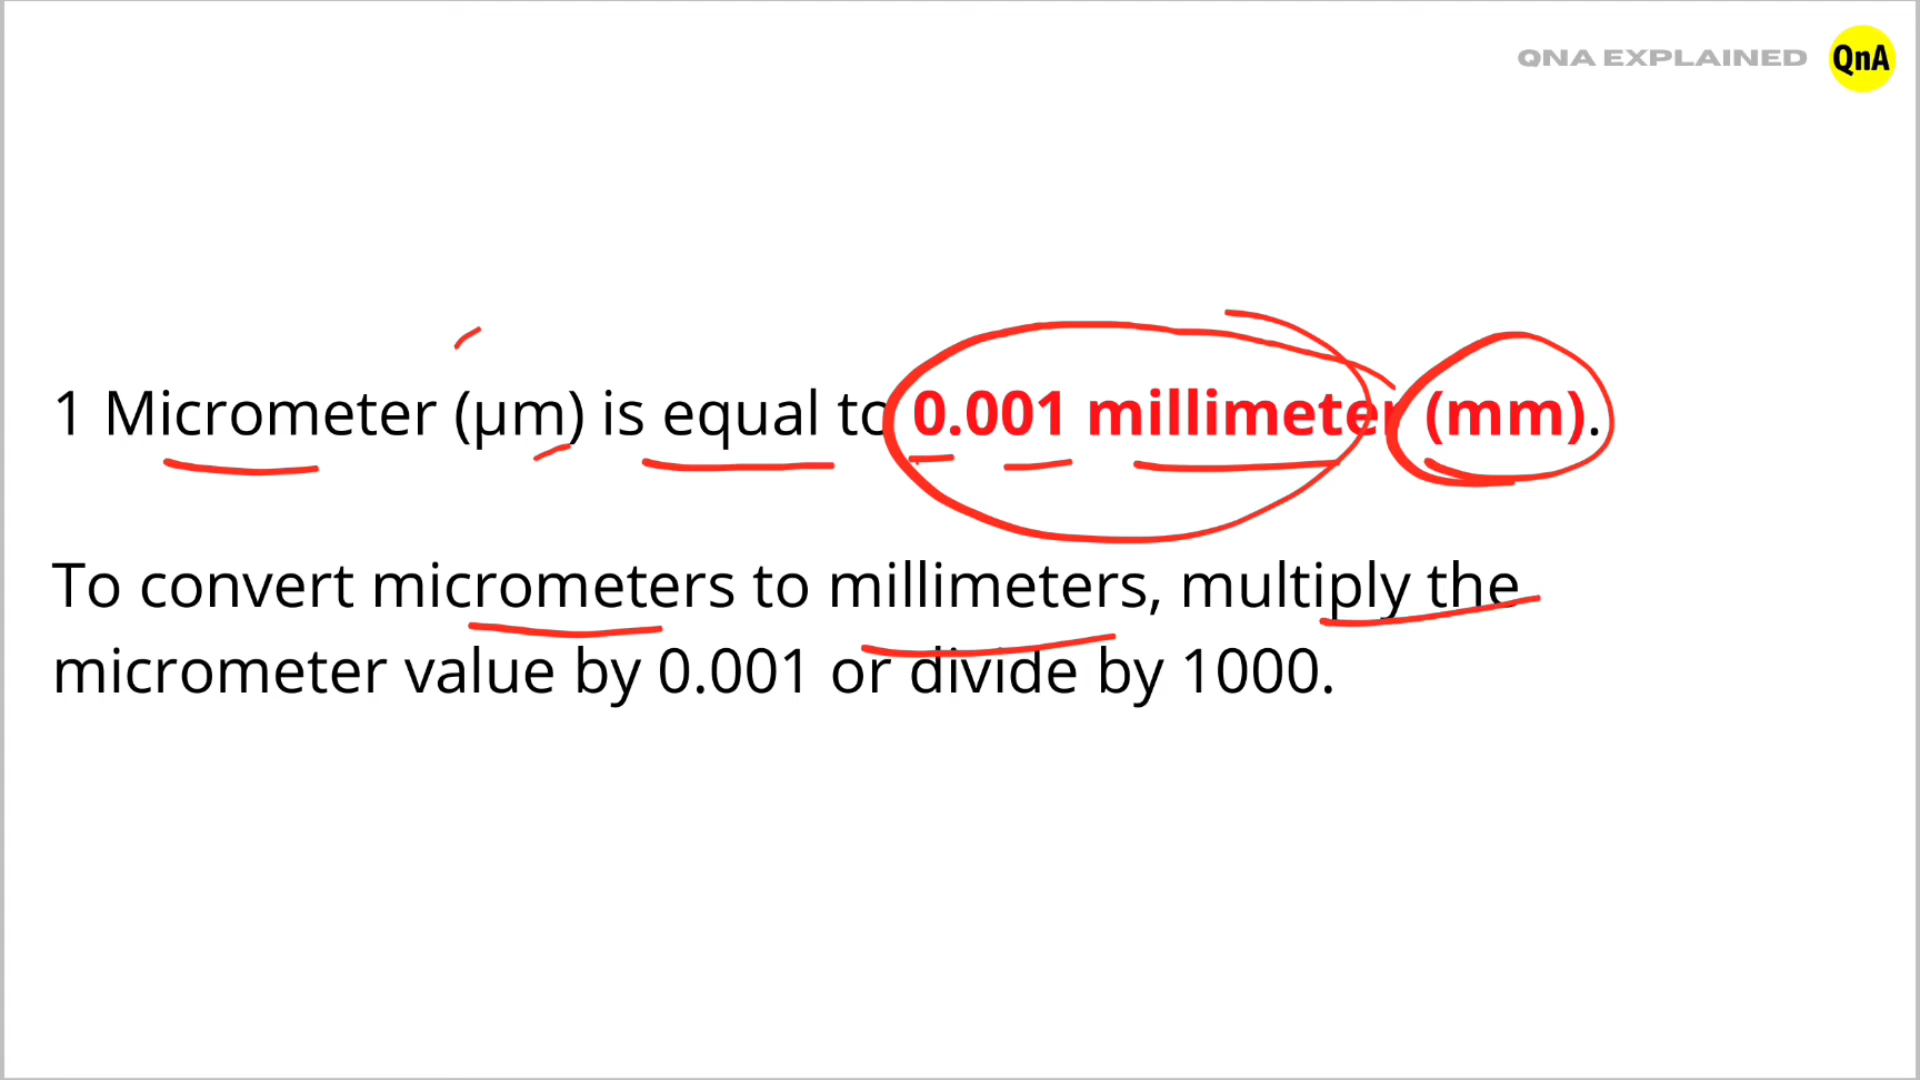 QNA EXPLAINED QnA
1 Micrometer (µm) is equal to 0.001 millimeter (mm).
To convert micrometers to millimeters, multiply the
micrometer value by 0.001 or divide by 1000.